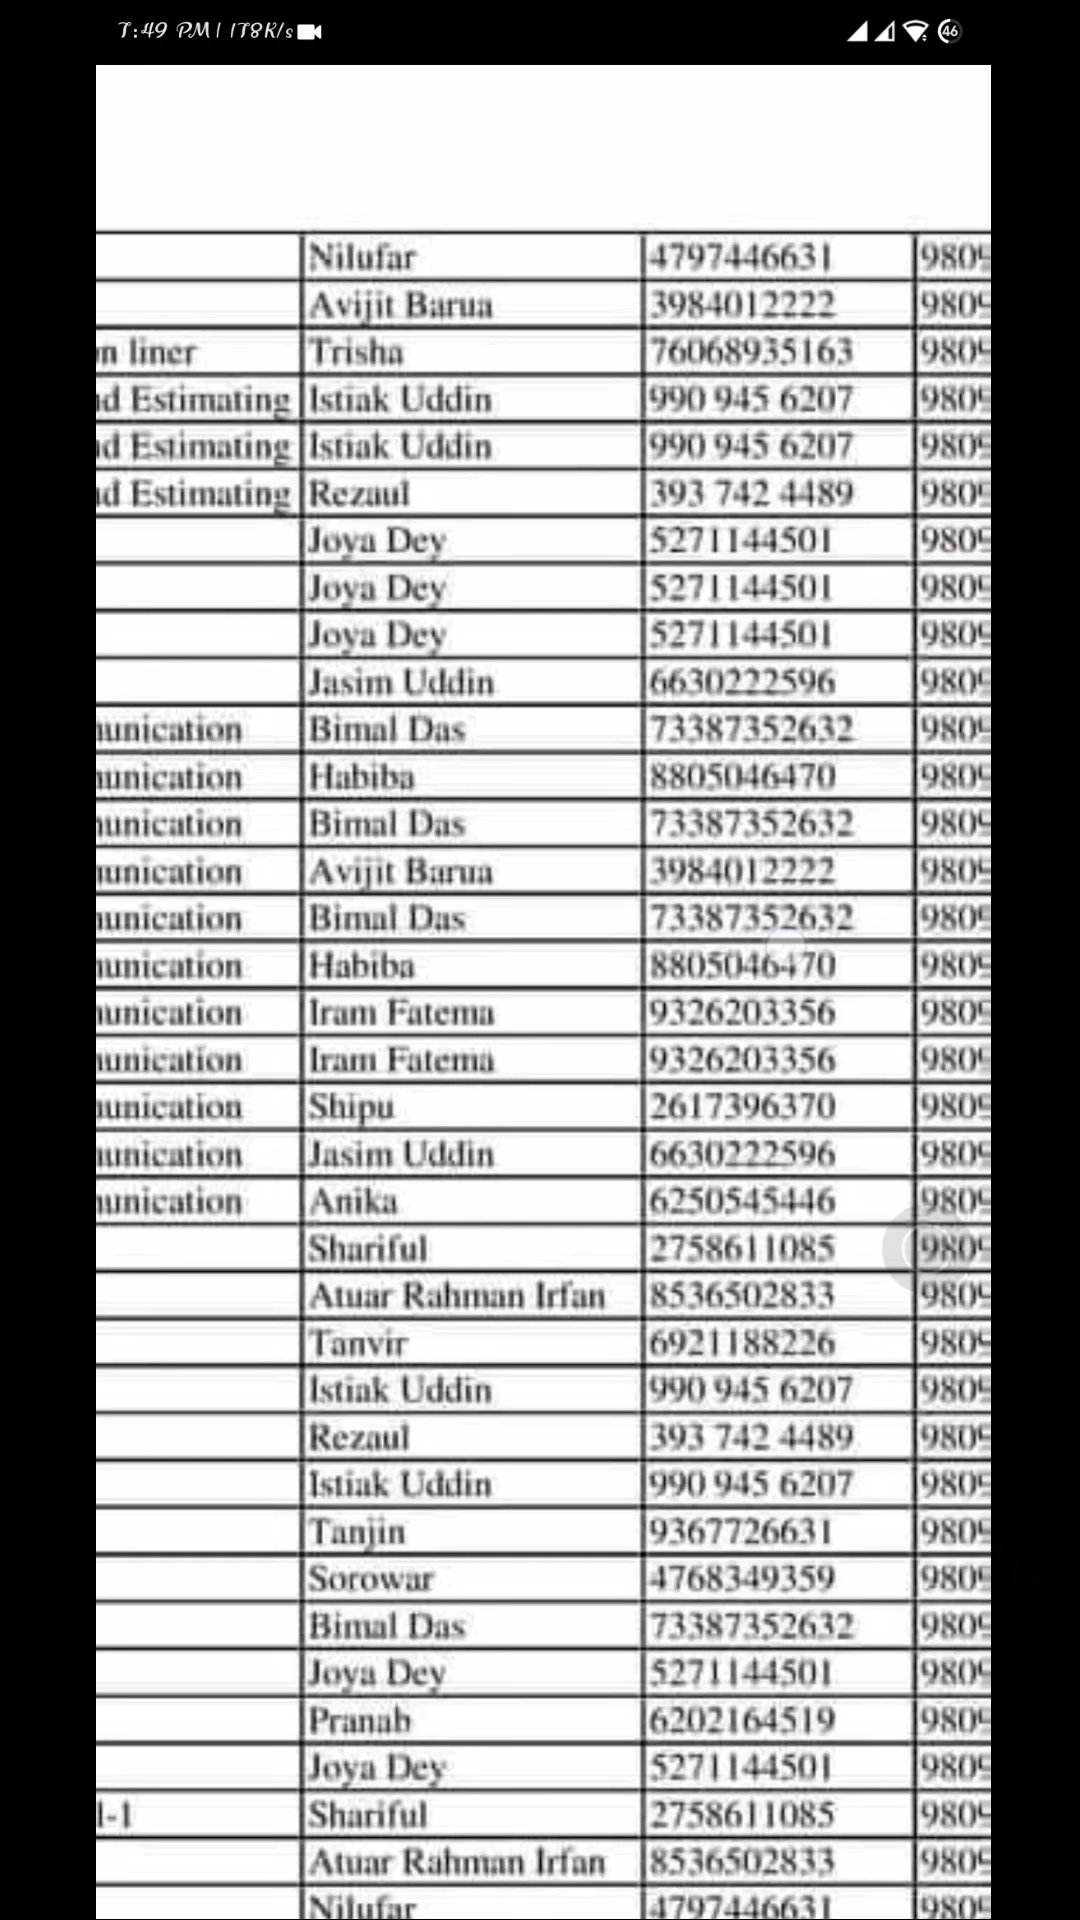 7:49 PM | 178K/s
46
Nilufar 4797446631 9809
Avijit Barua 3984012222 9809
n liner Trisha 76068935163 9809
nd Estimating Istiak Uddin 990 945 6207 9809
nd Estimating Istiak Uddin 990 945 6207 9809
nd Estimating Rezaul 393 742 4489 9809
Joya Dey 5271144501 9809
Joya Dey 5271144501 9809
Joya Dey 5271144501 9809
Jasim Uddin 6630222596 9809
unication Bimal Das 73387352632 9809
unication Habiba 8805046470 9809
unication Bimal Das 73387352632 9809
unication Avijit Barua 3984012222 9809
unication Bimal Das 73387352632 9809
unication Habiba 8805046470 9809
unication Iram Fatema 9326203356 9809
unication Iram Fatema 9326203356 9809
unication Shipu 2617396370 9809
unication Jasim Uddin 6630222596 9809
unication Anika 6250545446 9809
Shariful 2758611085 9809
Atuar Rahman Irfan 8536502833 9809
Tanvir 6921188226 9809
Istiak Uddin 990 945 6207 9809
Rezaul 393 742 4489 9809
Istiak Uddin 990 945 6207 9809
Tanjin 9367726631 9809
Sorowar 4768349359 9809
Bimal Das 73387352632 9809
Joya Dey 5271144501 9809
Pranab 6202164519 9809
Joya Dey 5271144501 9809
l-1 Shariful 2758611085 9809
Atuar Rahman Irfan 8536502833 9809
Nilufar 4797446631 9809